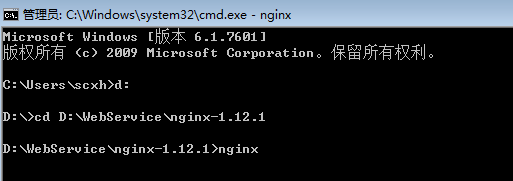 管理员: C:\Windows\system32\cmd.exe - nginx
Microsoft Windows [版本 6.1.7601]
版权所有 (c) 2009 Microsoft Corporation。保留所有权利。
C:\Users\scxh>d:
D:\>cd D:\WebService\nginx-1.12.1
D:\WebService\nginx-1.12.1>nginx